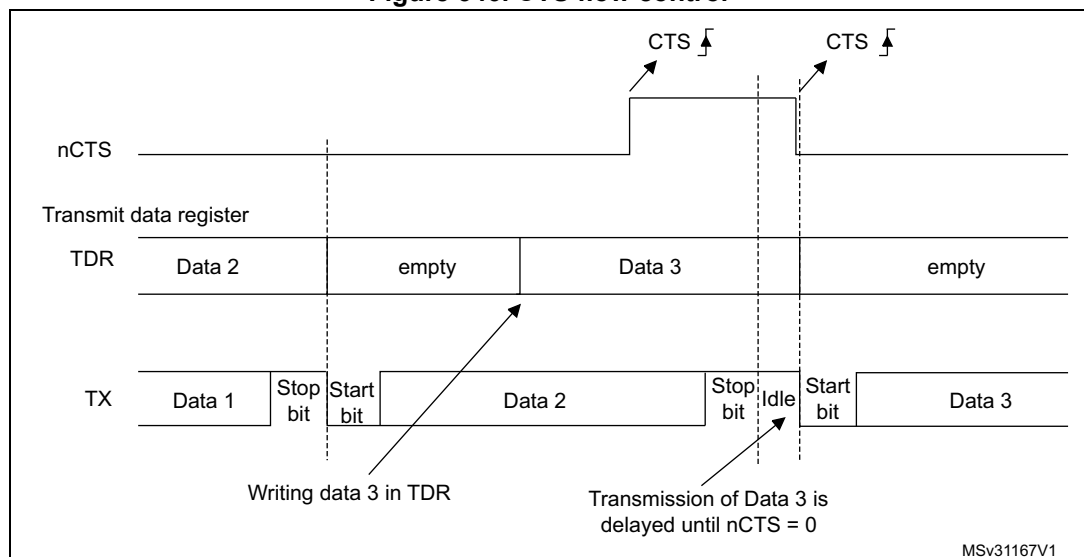 CTS CTS
nCTS
Transmit data register
TDR Data 2 empty Data 3 empty
TX Data 1 Stop bit Start bit Data 2 Stop bit Idle Start bit Data 3
Writing data 3 in TDR
Transmission of Data 3 is
delayed until nCTS = 0
MSv31167V1